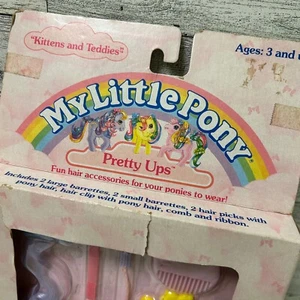 "Kittens and Teddies"
Ages: 3 and
My Little Pony
Pretty Ups
Fun hair accessories for your ponies to wear!
Includes 2 large barrettes, 2 small barrettes, 2 hair picks with
pony hair, hair clip with pony hair, comb and ribbon.